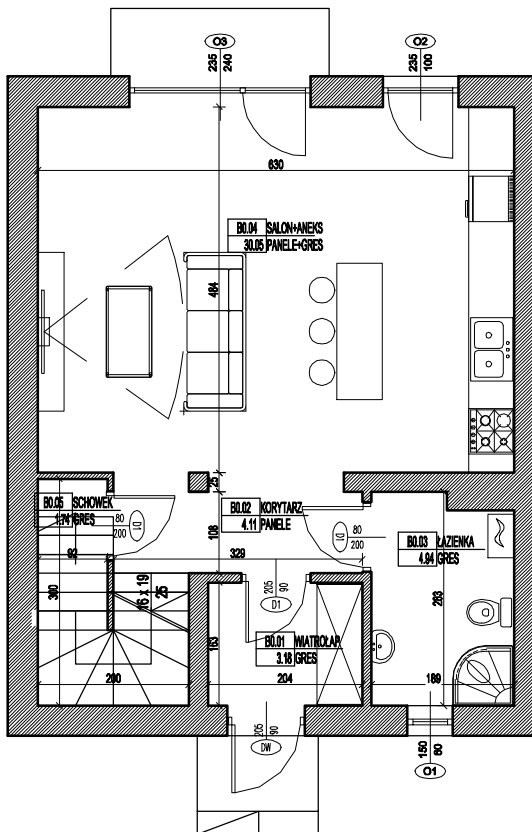 O3
235
240
O2
235
100
630
B0.04 SALON+ANEKS
30.05 PANELE+GRES
484
25
B0.05 SCHOWEK
1.74 GRES
80
200
D1
B0.02 KORYTARZ
4.11 PANELE
D1
80
200
B0.03 ŁAZIENKA
4.94 GRES
92
108
329
300
16 x 19
25
205
90
D1
263
163
B0.01 WIATROŁAP
3.18 GRES
200
204
189
205
90
DW
150
60
O1